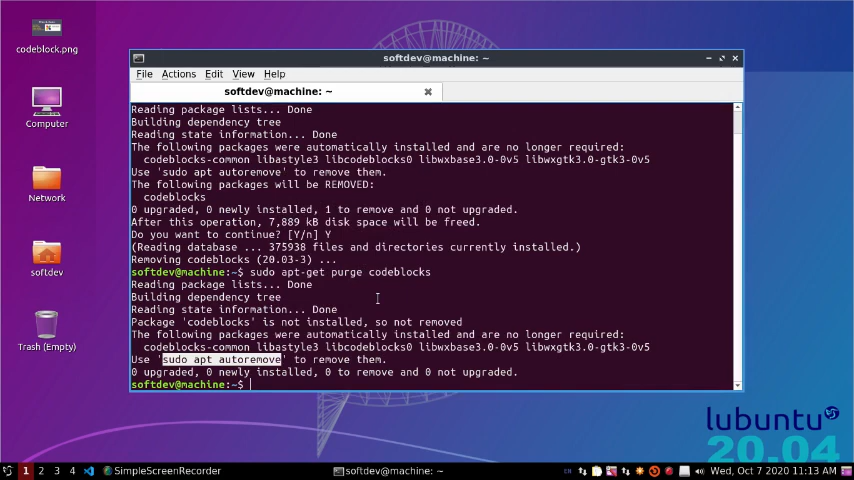 codeblock.png
Computer
Network
softdev
Trash (Empty)
softdev@machine: ~
File Actions Edit View Help
softdev@machine: ~
Reading package lists... Done
Building dependency tree
Reading state information... Done
The following packages were automatically installed and are no longer required:
codeblocks-common libastyle3 libcodeblocks0 libwxbase3.0-0v5 libwxgtk3.0-gtk3-0v5
Use 'sudo apt autoremove' to remove them.
The following packages will be REMOVED:
codeblocks
0 upgraded, 0 newly installed, 1 to remove and 0 not upgraded.
After this operation, 7,889 kB disk space will be freed.
Do you want to continue? [Y/n] Y
(Reading database ... 375938 files and directories currently installed.)
Removing codeblocks (20.03-3) ...
softdev@machine:~$ sudo apt-get purge codeblocks
Reading package lists... Done
Building dependency tree
Reading state information... Done
Package 'codeblocks' is not installed, so not removed
The following packages were automatically installed and are no longer required:
codeblocks-common libastyle3 libcodeblocks0 libwxbase3.0-0v5 libwxgtk3.0-gtk3-0v5
Use 'sudo apt autoremove' to remove them.
0 upgraded, 0 newly installed, 0 to remove and 0 not upgraded.
softdev@machine:~$
lubuntu
20.04
1 2 3 4 SimpleScreenRecorder softdev@machine: ~ Wed, Oct 7 2020 11:13 AM